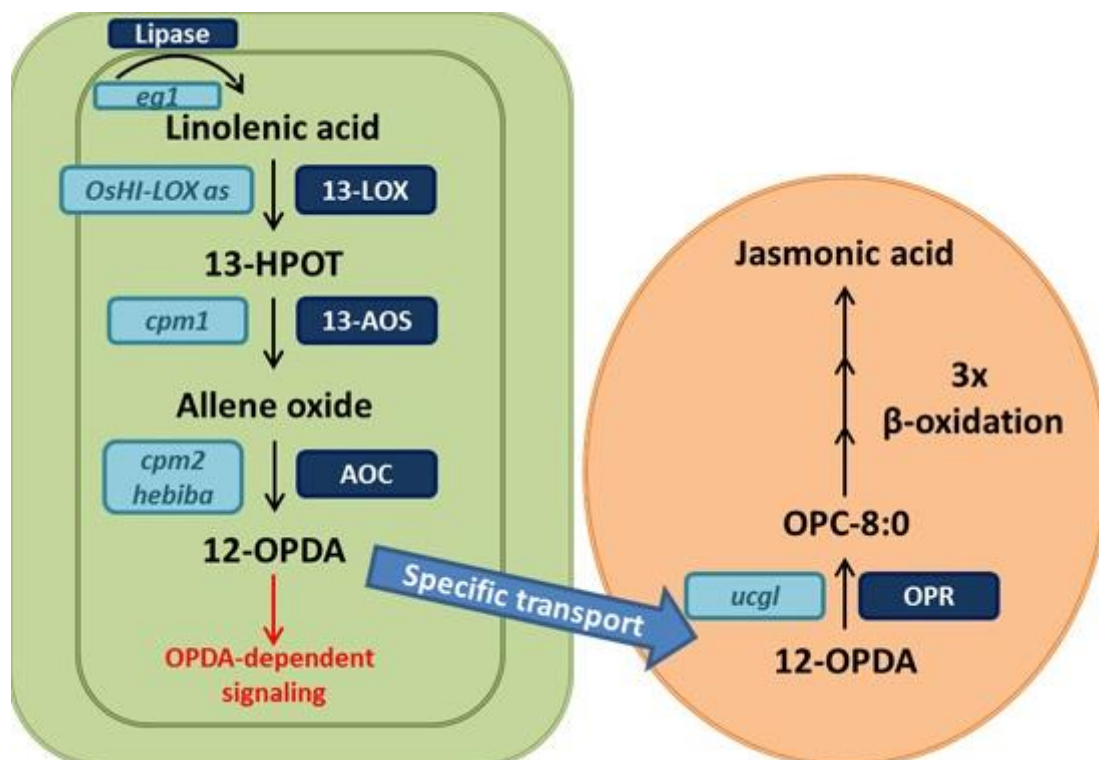 Lipase
eg1
Linolenic acid
OsHI-LOX as
13-LOX
13-HPOT
cpm1
13-AOS
Allene oxide
cpm2
hebiba
AOC
12-OPDA
OPDA-dependent
signaling
Specific transport
Jasmonic acid
3x
β-oxidation
OPC-8:0
ucgl
OPR
12-OPDA